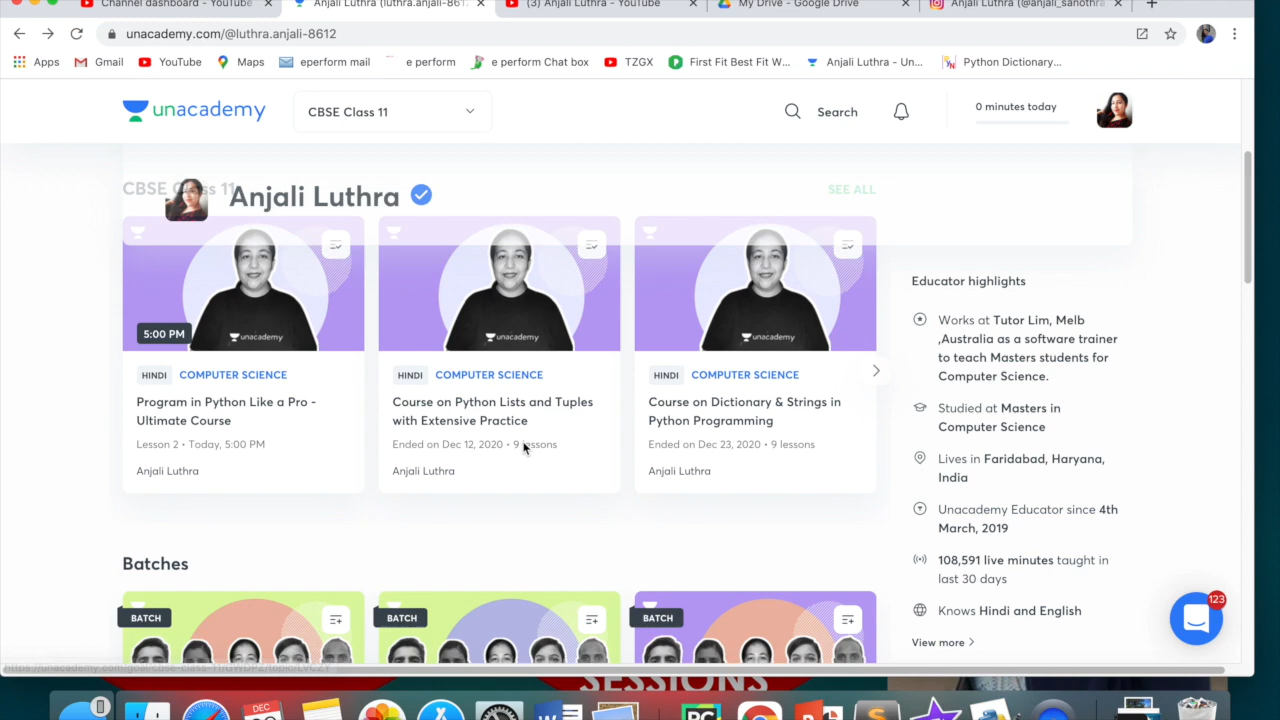 Channel dashboard - YouTube
Anjali Luthra (luthra.anjali-861
(3) Anjali Luthra - YouTube
My Drive - Google Drive
Anjali Luthra (@anjali_sanothra
unacademy.com/@luthra.anjali-8612
Apps
Gmail
YouTube
Maps
eperform mail
e perform
e perform Chat box
TZGX
First Fit Best Fit W...
Anjali Luthra - Un...
Python Dictionary...
unacademy
CBSE Class 11
Search
0 minutes today
CBSE Class 11
Anjali Luthra
SEE ALL
5:00 PM
unacademy
unacademy
unacademy
HINDI COMPUTER SCIENCE
Program in Python Like a Pro -
Ultimate Course
Lesson 2 • Today, 5:00 PM
Anjali Luthra
HINDI COMPUTER SCIENCE
Course on Python Lists and Tuples
with Extensive Practice
Ended on Dec 12, 2020 • 9 lessons
Anjali Luthra
HINDI COMPUTER SCIENCE
Course on Dictionary & Strings in
Python Programming
Ended on Dec 23, 2020 • 9 lessons
Anjali Luthra
Educator highlights
Works at Tutor Lim, Melb
,Australia as a software trainer
to teach Masters students for
Computer Science.
Studied at Masters in
Computer Science
Lives in Faridabad, Haryana,
India
Unacademy Educator since 4th
March, 2019
108,591 live minutes taught in
last 30 days
Knows Hindi and English
View more
123
Batches
BATCH
BATCH
BATCH
SESSIONS
DEC
PC